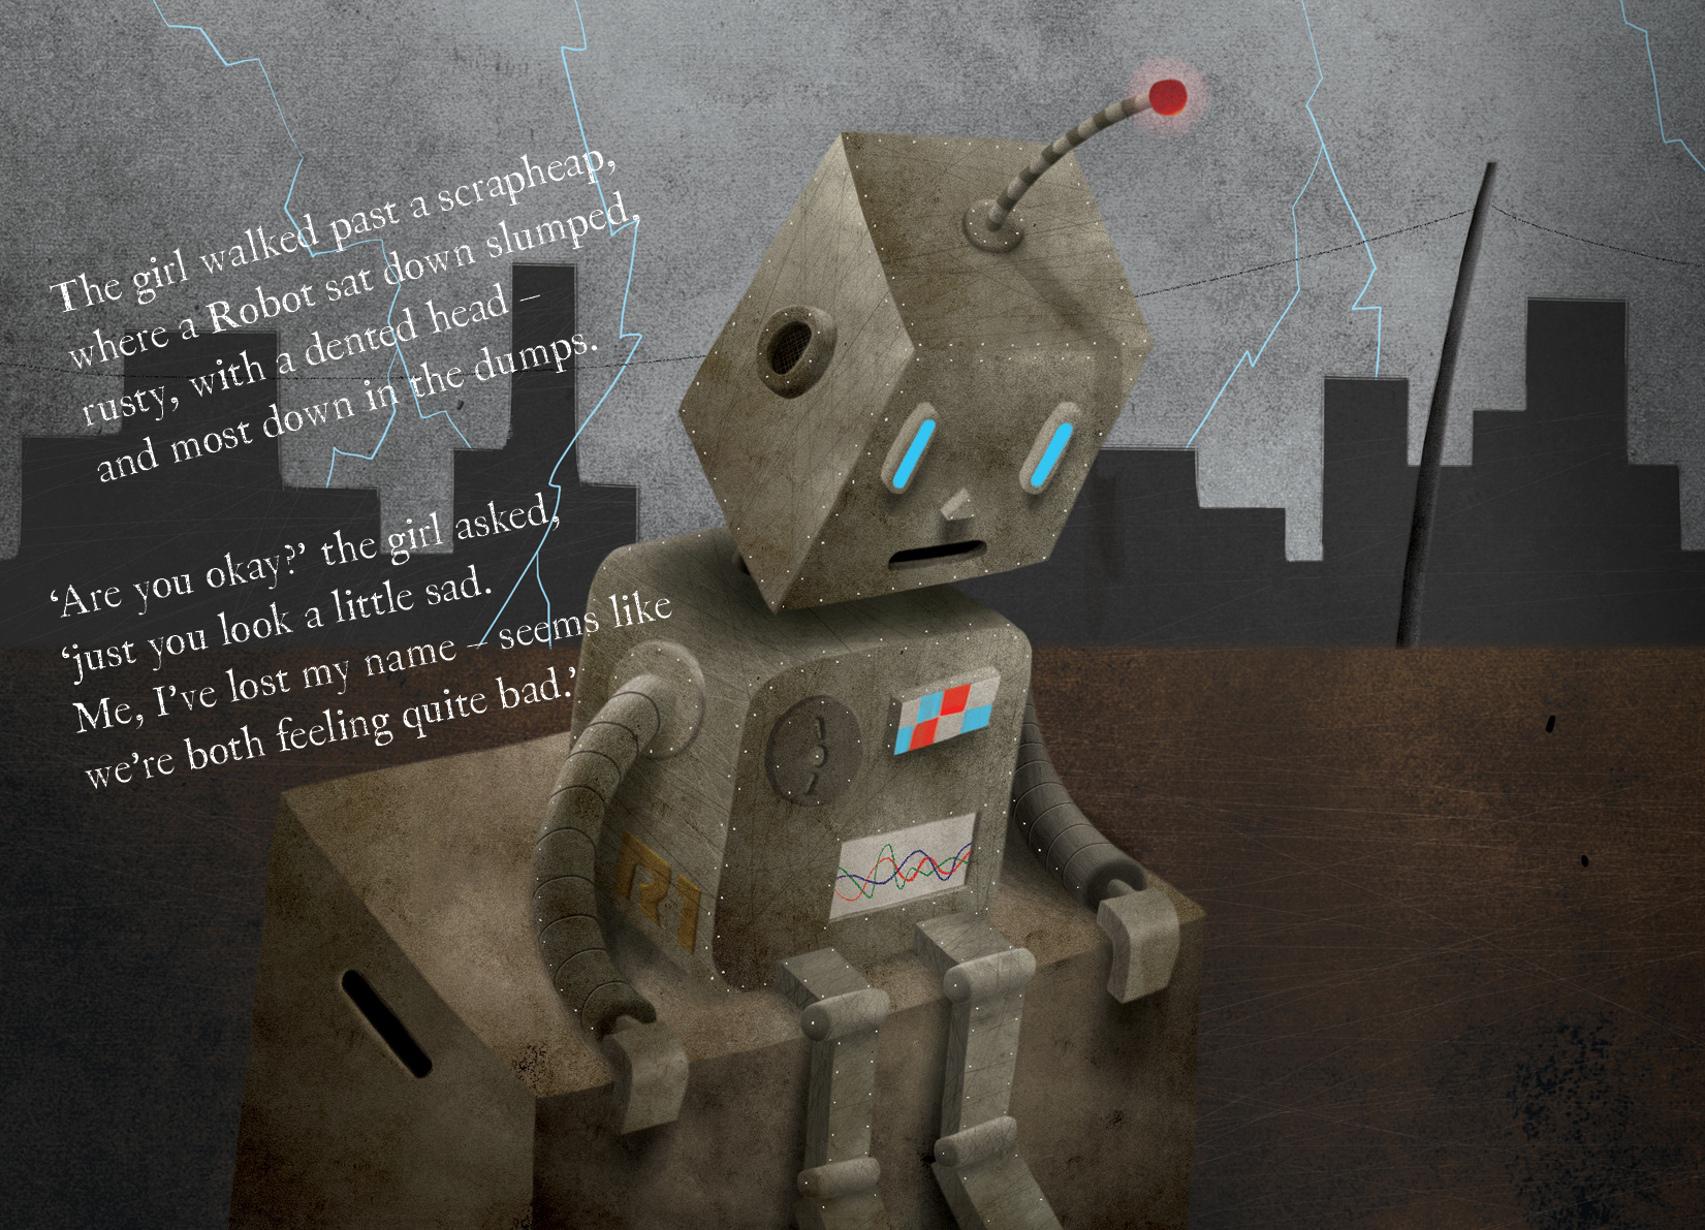 The girl walked past a scrapheap,
where a Robot sat down slumped,
rusty, with a dented head –
and most down in the dumps.
‘Are you okay?’ the girl asked,
‘just you look a little sad.
Me, I’ve lost my name – seems like
we’re both feeling quite bad.’